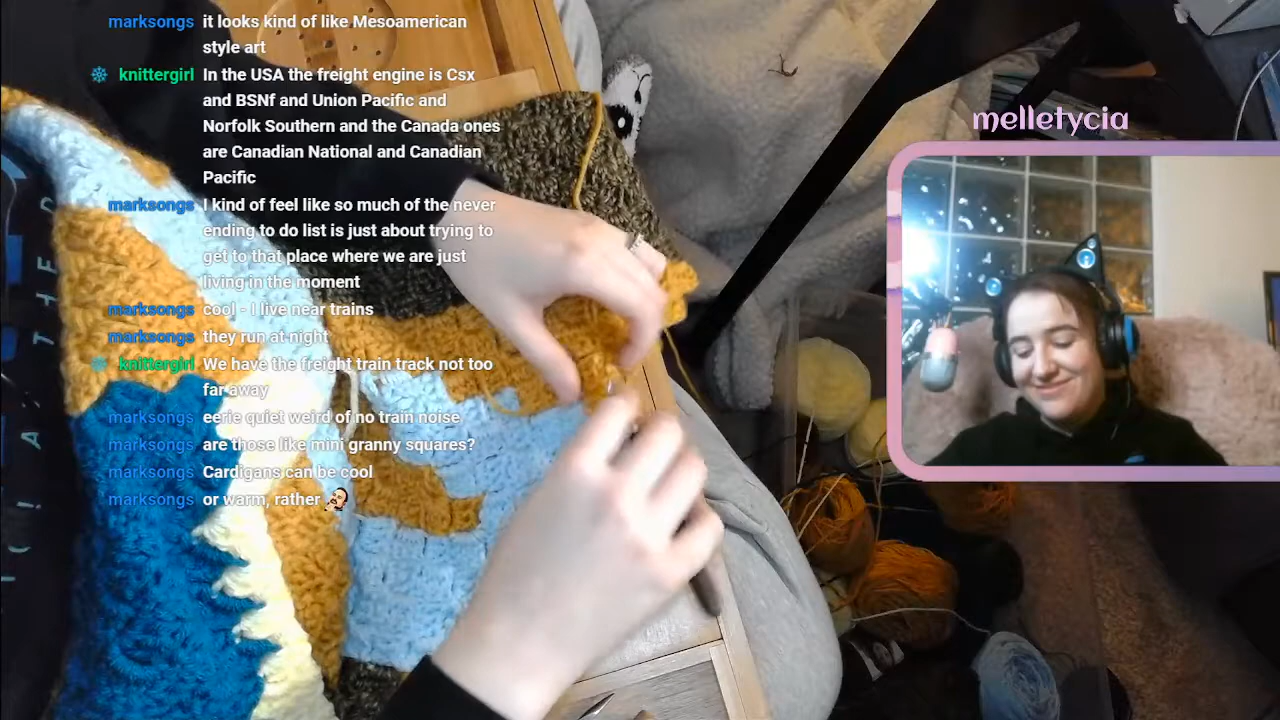 marksongs it looks kind of like Mesoamerican
style art
knittergirl In the USA the freight engine is Csx
and BSNf and Union Pacific and
Norfolk Southern and the Canada ones
are Canadian National and Canadian
Pacific
marksongs I kind of feel like so much of the never
ending to do list is just about trying to
get to that place where we are just
living in the moment
marksongs cool - I live near trains
marksongs they run at night
knittergirl We have the freight train track not too
far away
marksongs eerie quiet weird of no train noise
marksongs are those like mini granny squares?
marksongs Cardigans can be cool
marksongs or warm, rather
melletycia